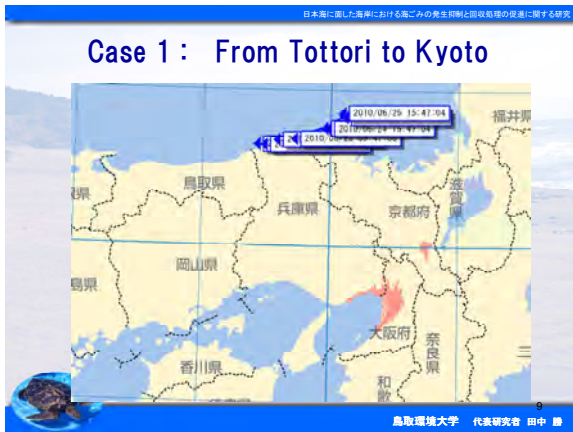 日本海に面した海岸における海ごみの発生抑制と回収処理の促進に関する研究
Case 1： From Tottori to Kyoto
2010/06/25 15:47:04
2010/06/24 15:47:04
福井県
鳥取県
兵庫県
京都府
滋賀県
岡山県
島県
大阪府
奈良県
三
香川県
和歌
9
鳥取環境大学 代表研究者 田中 勝